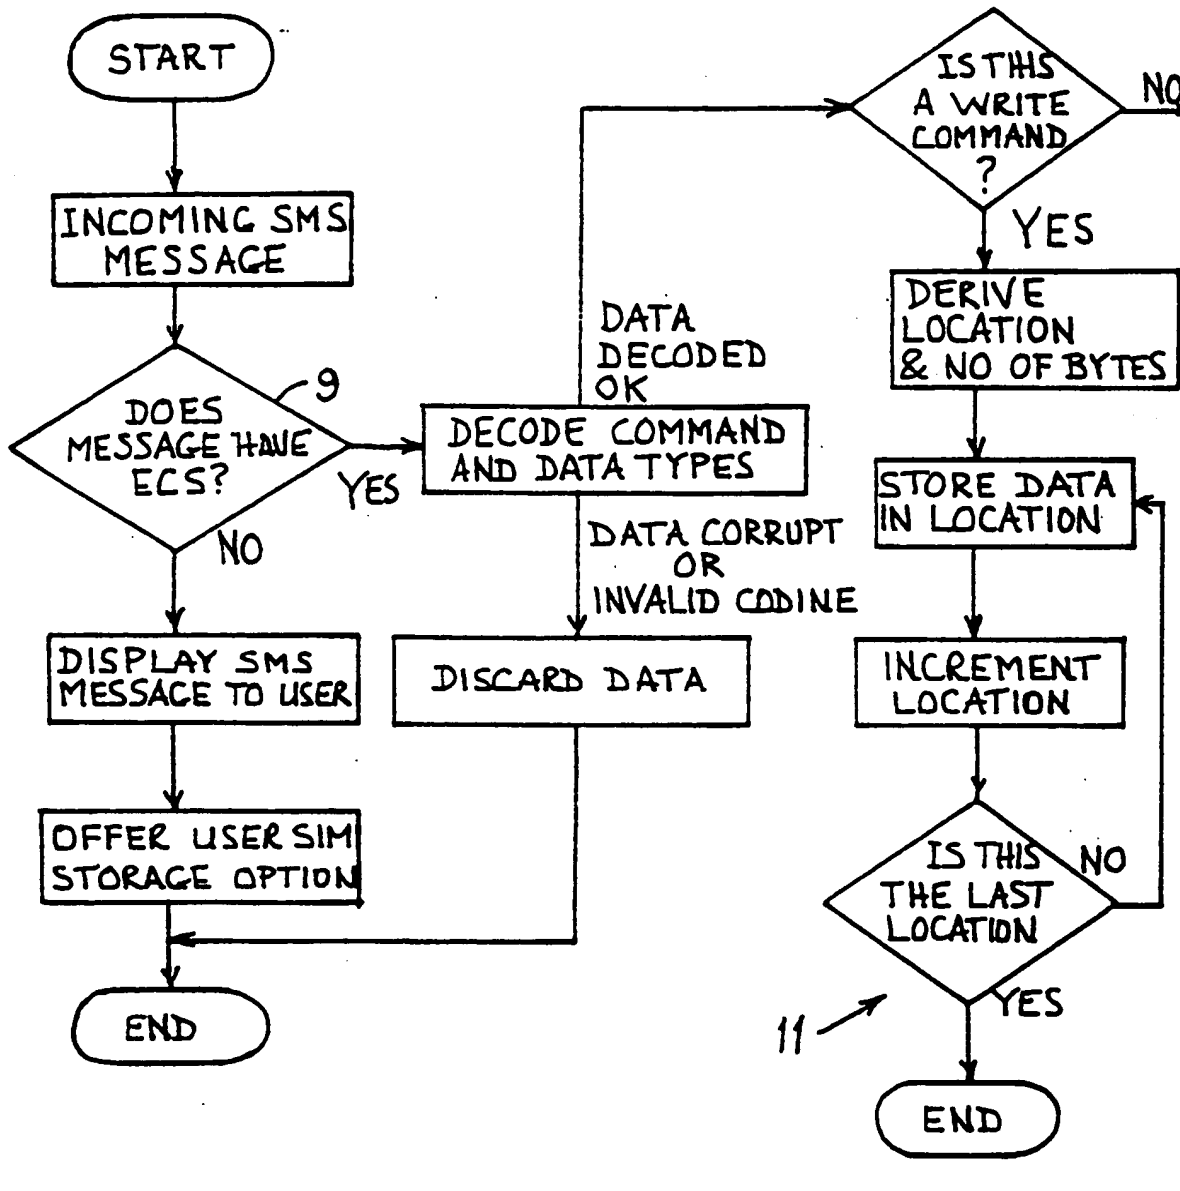 START
INCOMING SMS
MESSAGE
9
DOES
MESSAGE HAVE
ECS?
YES
NO
DISPLAY SMS
MESSAGE TO USER
OFFER USER SIM
STORAGE OPTION
END
DATA
DECODED
OK
DECODE COMMAND
AND DATA TYPES
DATA CORRUPT
OR
INVALID CODINE
DISCARD DATA
IS THIS
A WRITE
COMMAND
?
NO
YES
DERIVE
LOCATION
& NO OF BYTES
STORE DATA
IN LOCATION
INCREMENT
LOCATION
IS THIS
THE LAST
LOCATION
NO
YES
11
END